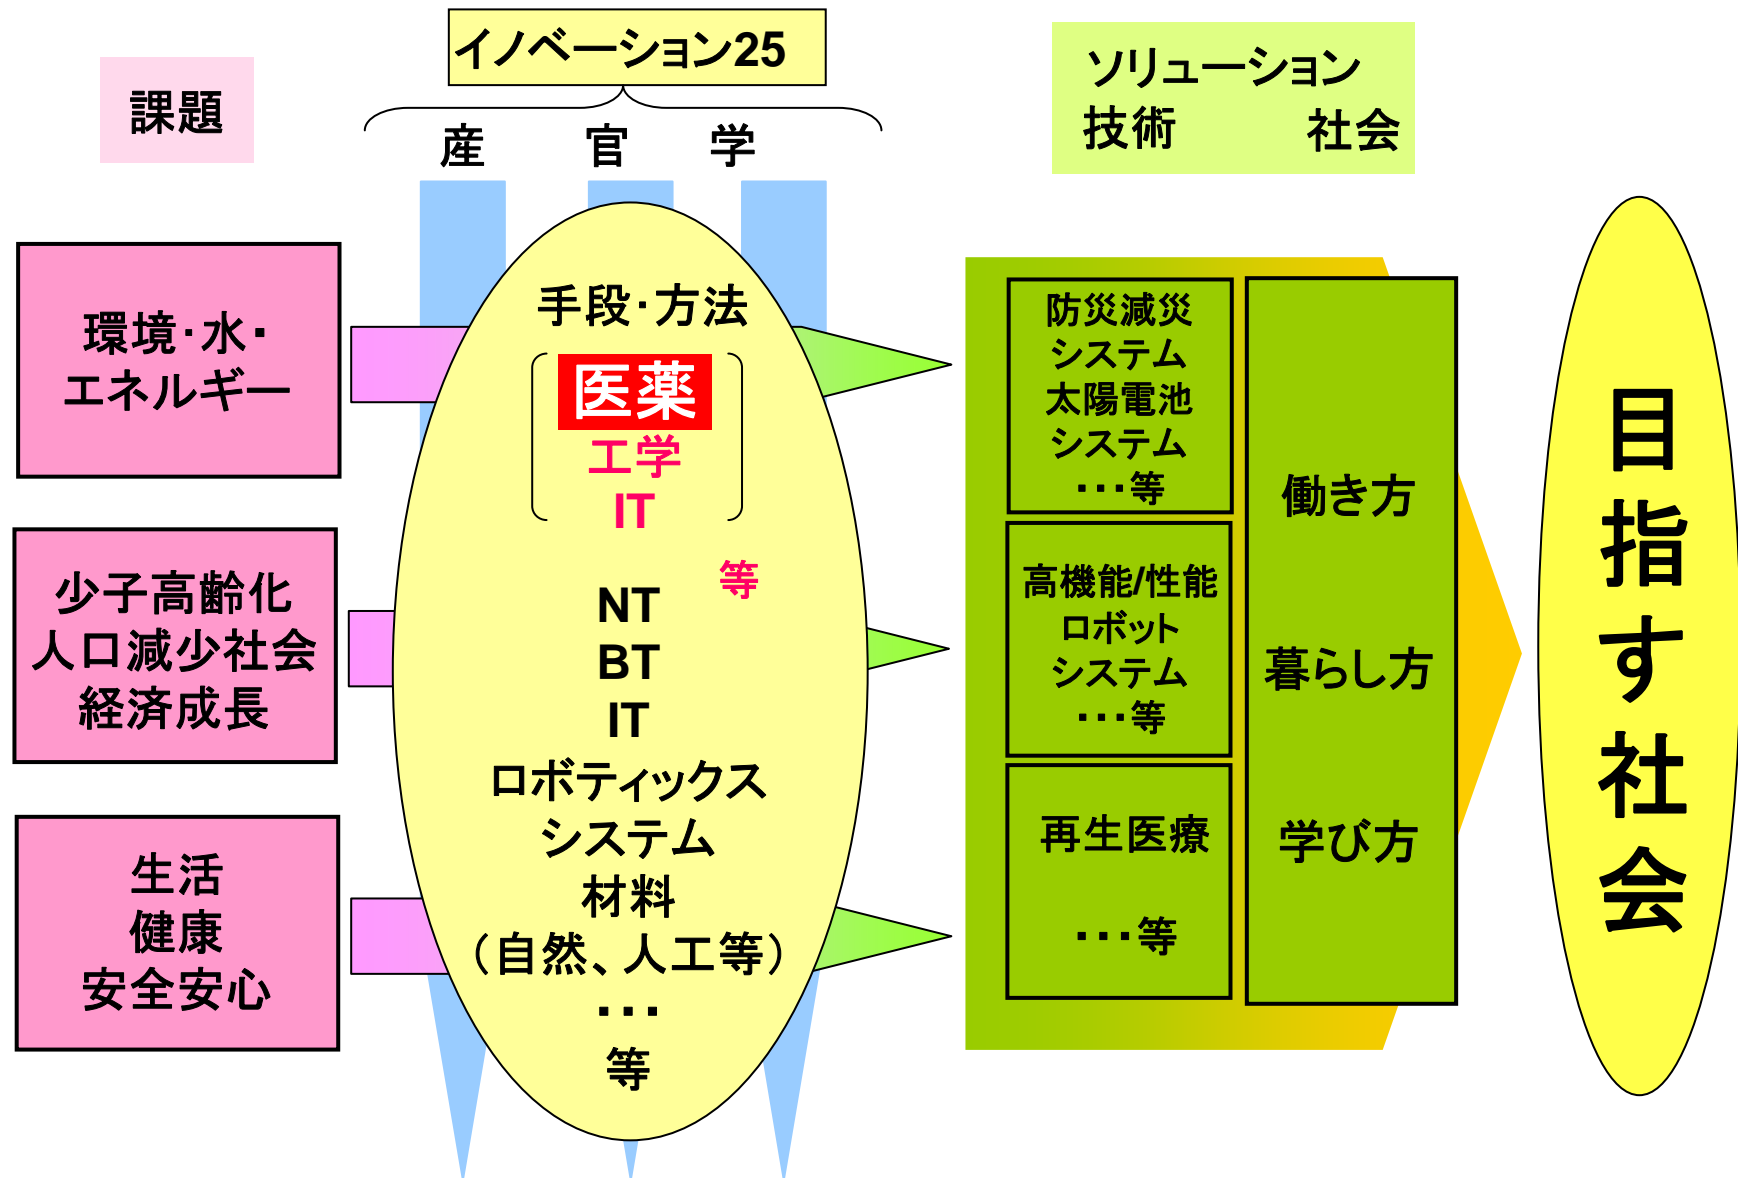 イノベーション25
課題
産 官 学
ソリューション
技術 社会
環境・水・
エネルギー
少子高齢化
人口減少社会
経済成長
生活
健康
安全安心
手段・方法
医薬
工学
IT
等
NT
BT
IT
ロボティックス
システム
材料
（自然、人工等）
・・・
等
防災減災
システム
太陽電池
システム
・・・等
高機能/性能
ロボット
システム
・・・等
再生医療
・・・等
働き方
暮らし方
学び方
目指す社会